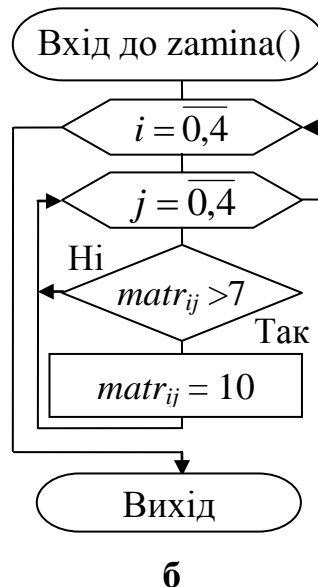 Вхід до zamina()
i = 0,4
j = 0,4
Ні
matrij >7
Так
matrij = 10
Вихід
б